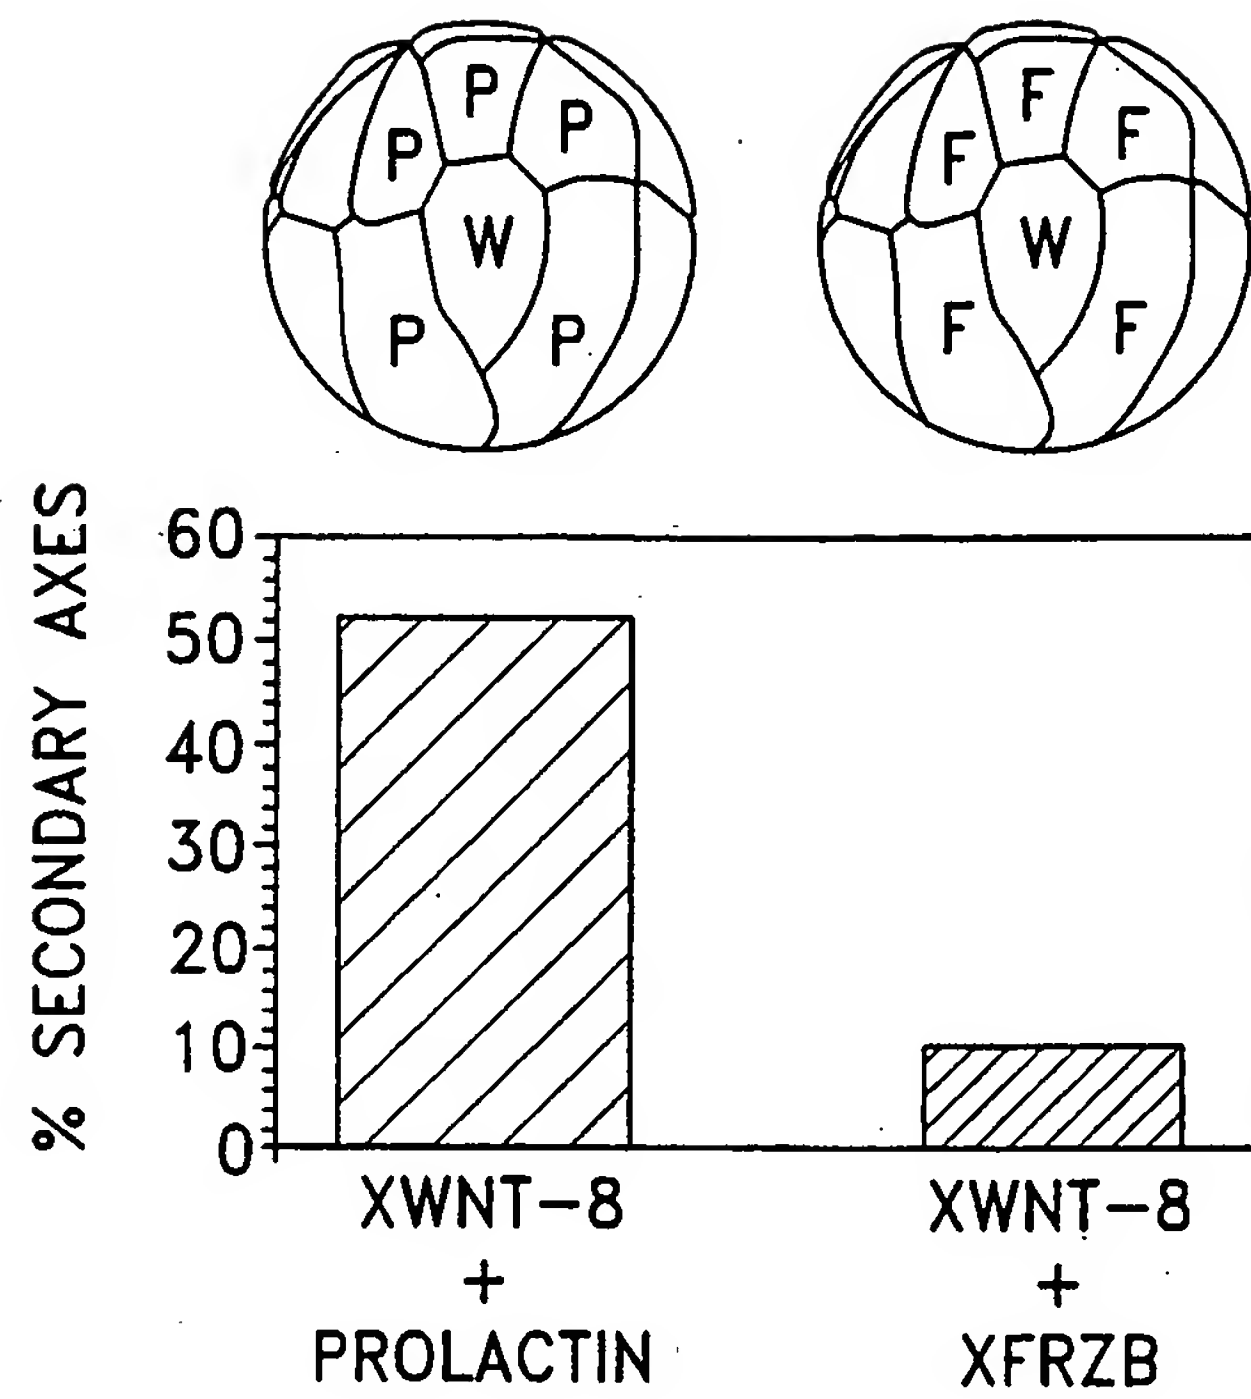 P
P
P
W
P
P
F
F
F
W
F
F
% SECONDARY AXES
60
50
40
30
20
10
0
XWNT-8
+
PROLACTIN
XWNT-8
+
XFRZB